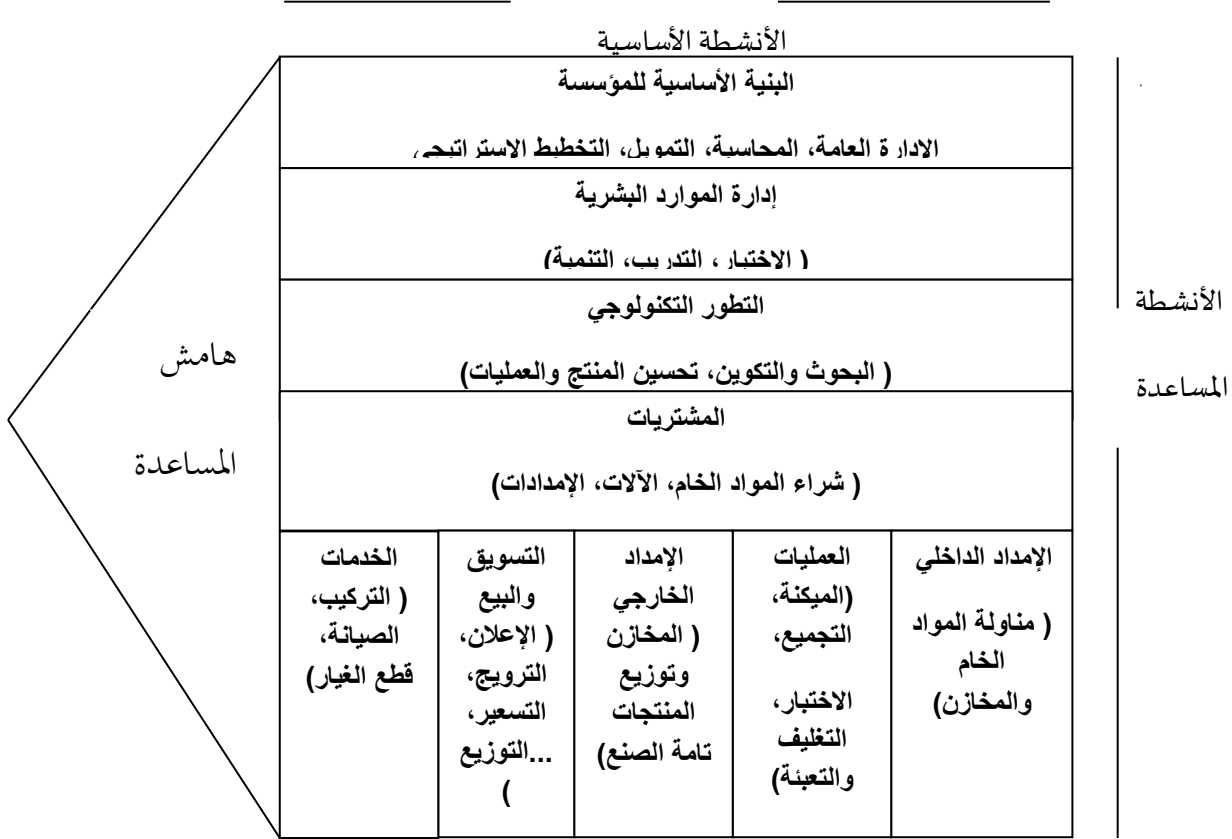 الأنشطة الأساسية
البنية الأساسية للمؤسسة
الادارة العامة، المحاسبة، التمويل، التخطيط الاستراتيجي
إدارة الموارد البشرية
( الاختبار، التدريب، التنمية)
التطور التكنولوجي
( البحوث والتكوين، تحسين المنتج والعمليات)
المشتريات
( شراء المواد الخام، الآلات، الإمدادات)
الإمداد الداخلي
( مناولة المواد
الخام
والمخازن)
العمليات
(الميكنة،
التجميع،
الاختبار،
التغليف
والتعبئة)
الإمداد
الخارجي
( المخازن
وتوزيع
المنتجات
تامة الصنع)
التسويق
والبيع
( الإعلان،
الترويج،
التسعير،
التوزيع...
)
الخدمات
( التركيب،
الصيانة،
قطع الغيار)
الأنشطة
المساعدة
هامش
المساعدة